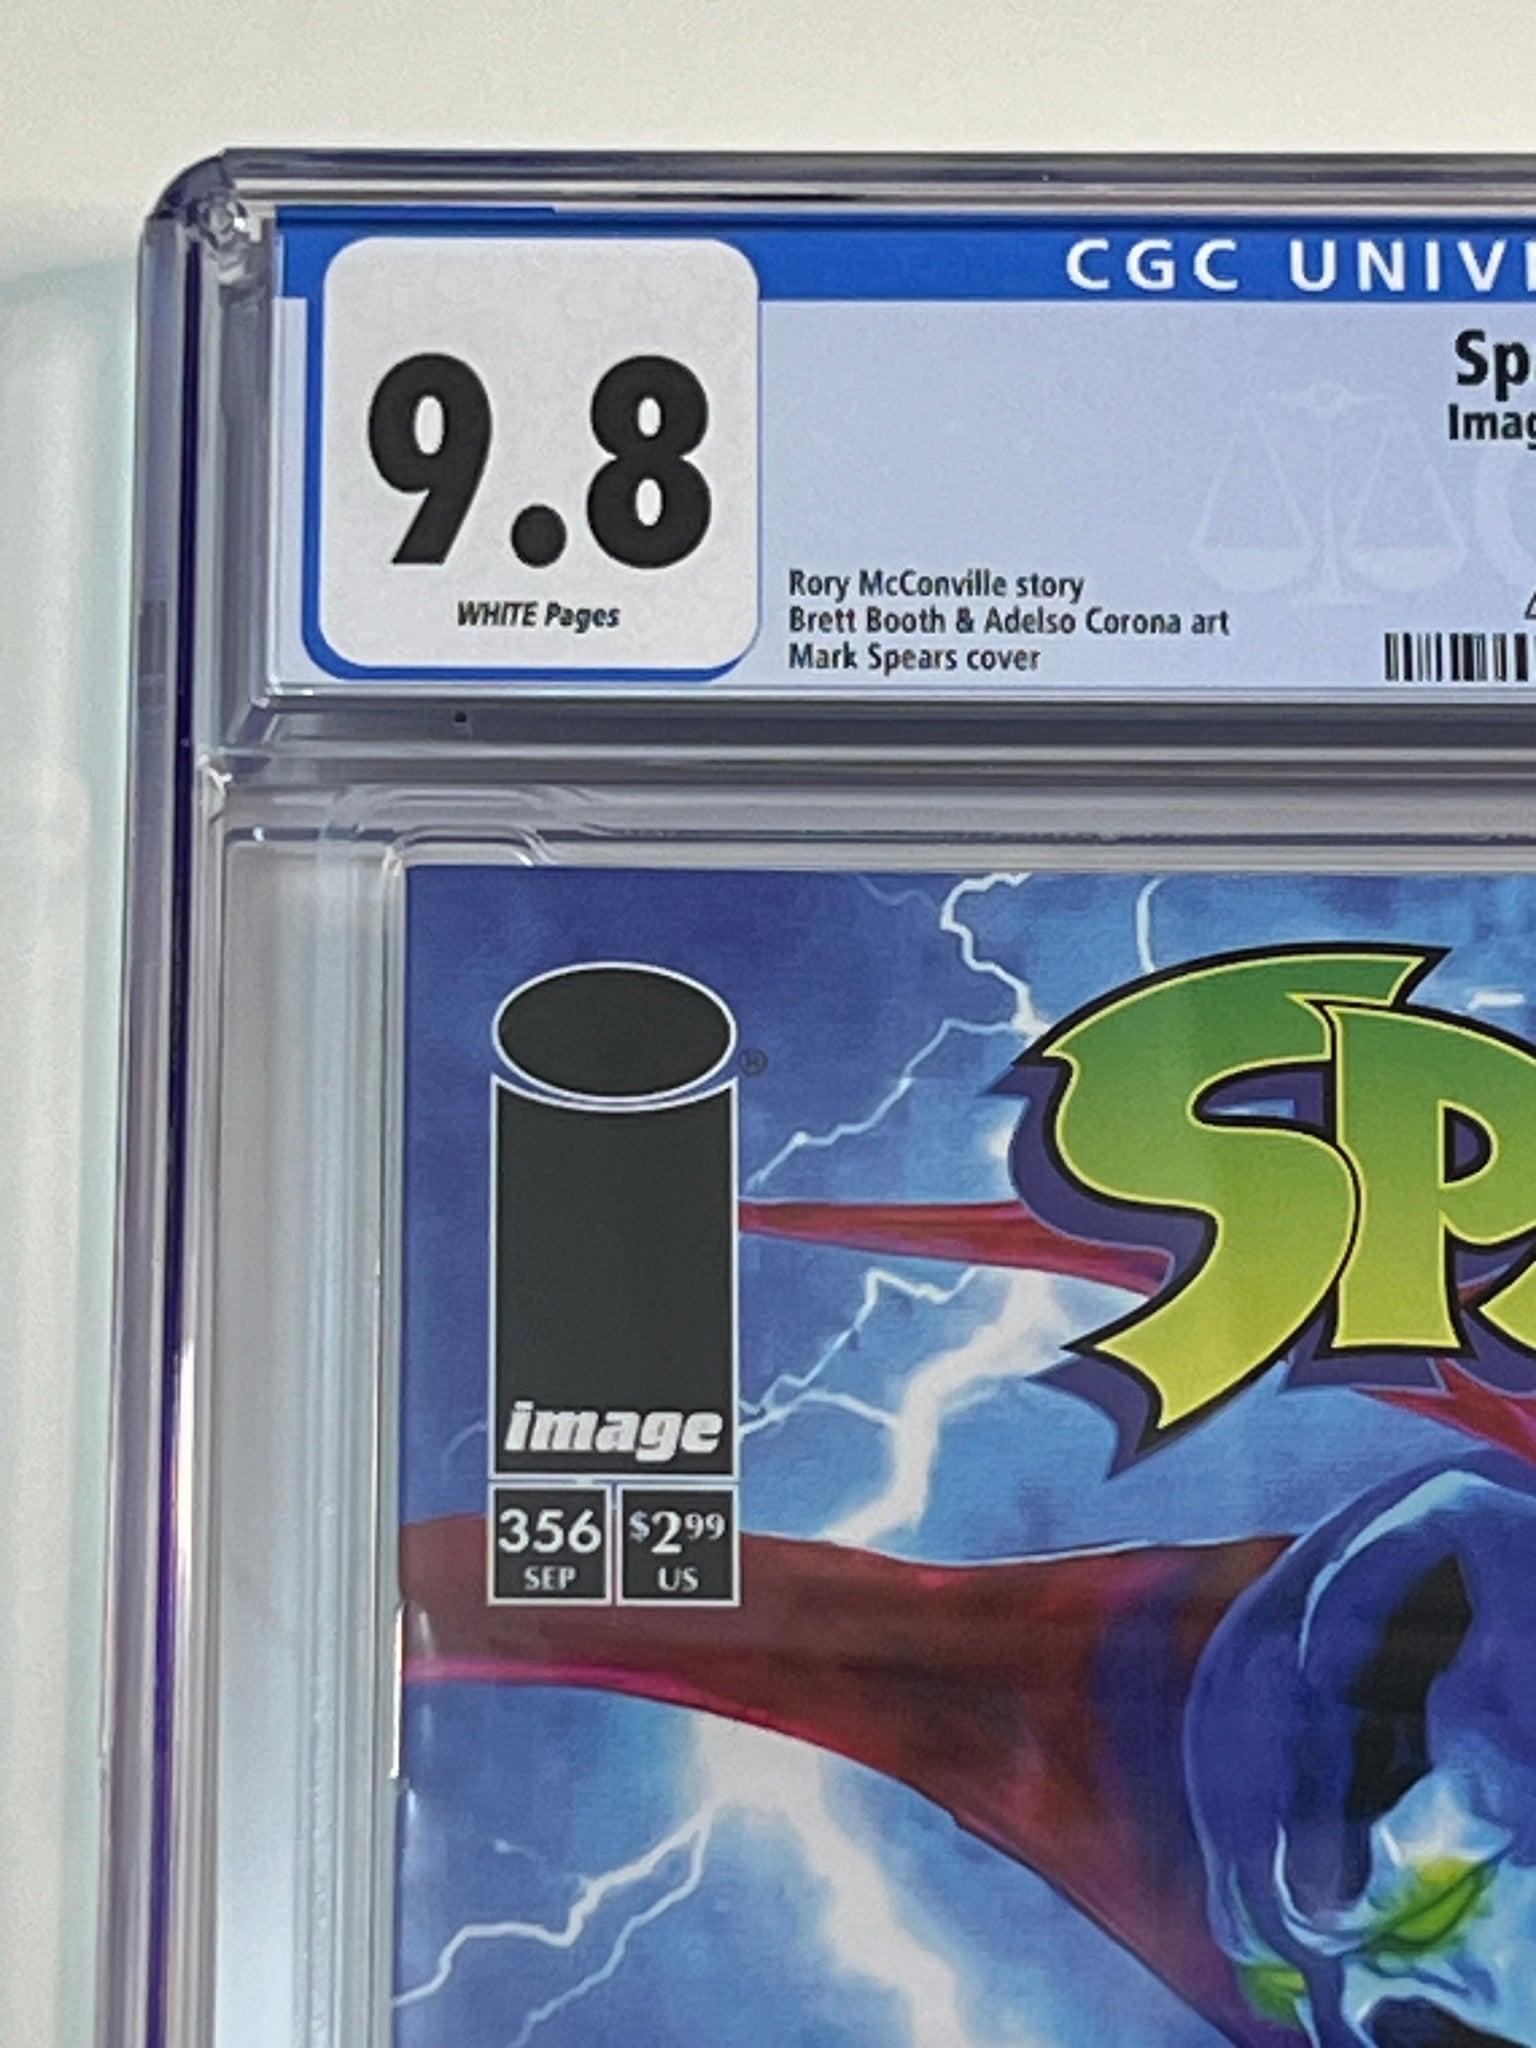 CGC UNIV
9.8
WHITE Pages
Sp
Imag
Rory McConville story
Brett Booth & Adelso Corona art
Mark Spears cover
SPA
®
image
356
SEP
$2.99
US